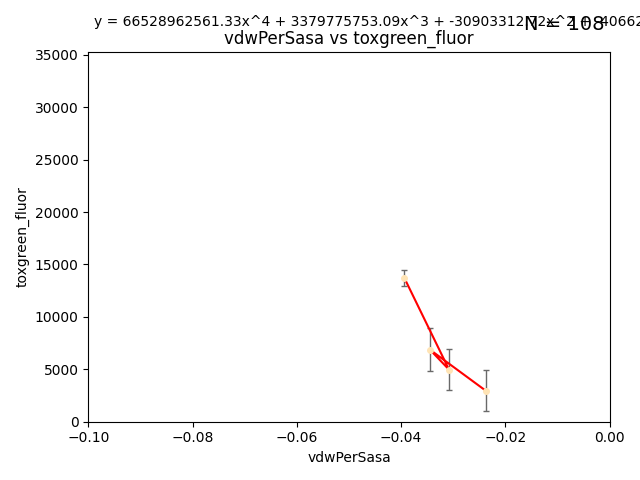 y = 66528962561.33x^4 + 3379775753.09x^3 + -30903312
N = 108
vdwPerSasa vs toxgreen_fluor
35000
30000
25000
20000
15000
10000
5000
0
toxgreen_fluor
−0.10
−0.08
−0.06
−0.04
−0.02
0.00
vdwPerSasa